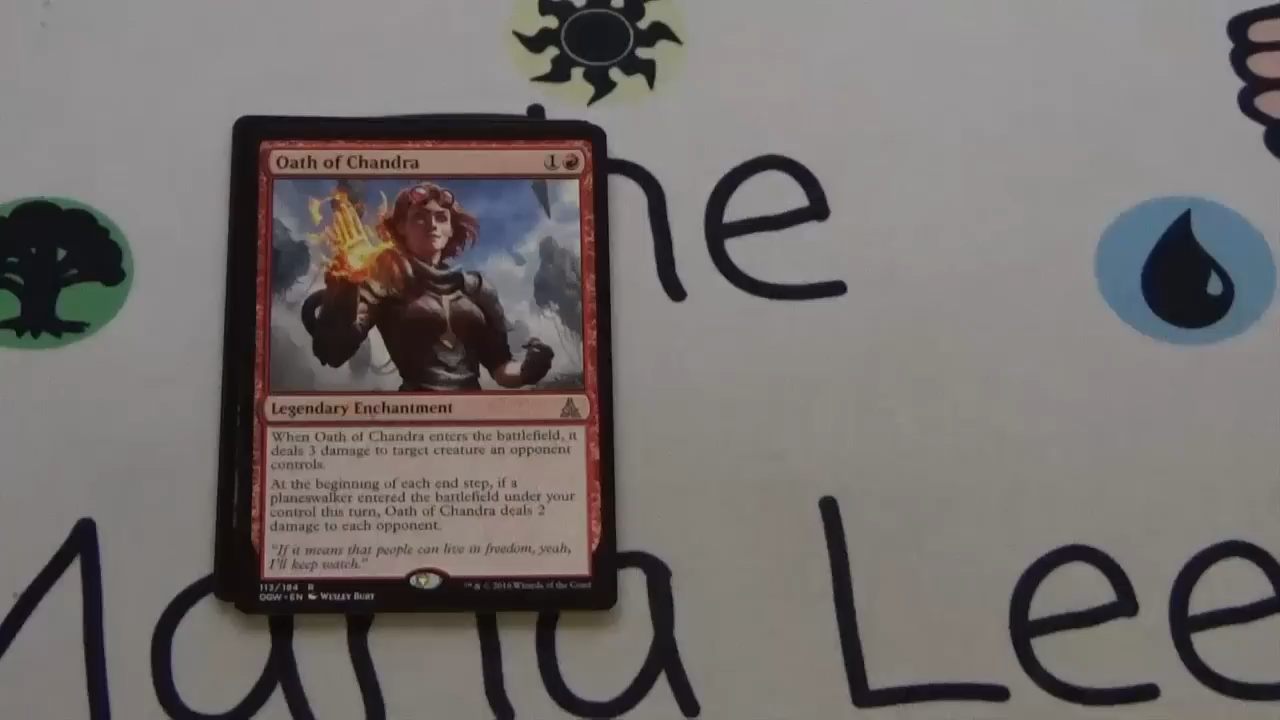 Oath of Chandra 1
Legendary Enchantment
When Oath of Chandra enters the battlefield, it
deals 3 damage to target creature an opponent
controls.
At the beginning of each end step, if a
planeswalker entered the battlefield under your
control this turn, Oath of Chandra deals 2
damage to each opponent.
"If it means that people can live in freedom, yeah,
I'll keep watch."
113/184 R
OGW • EN Wesley Burt
™ & © 2016 Wizards of the Coast
ne
Maria Lee